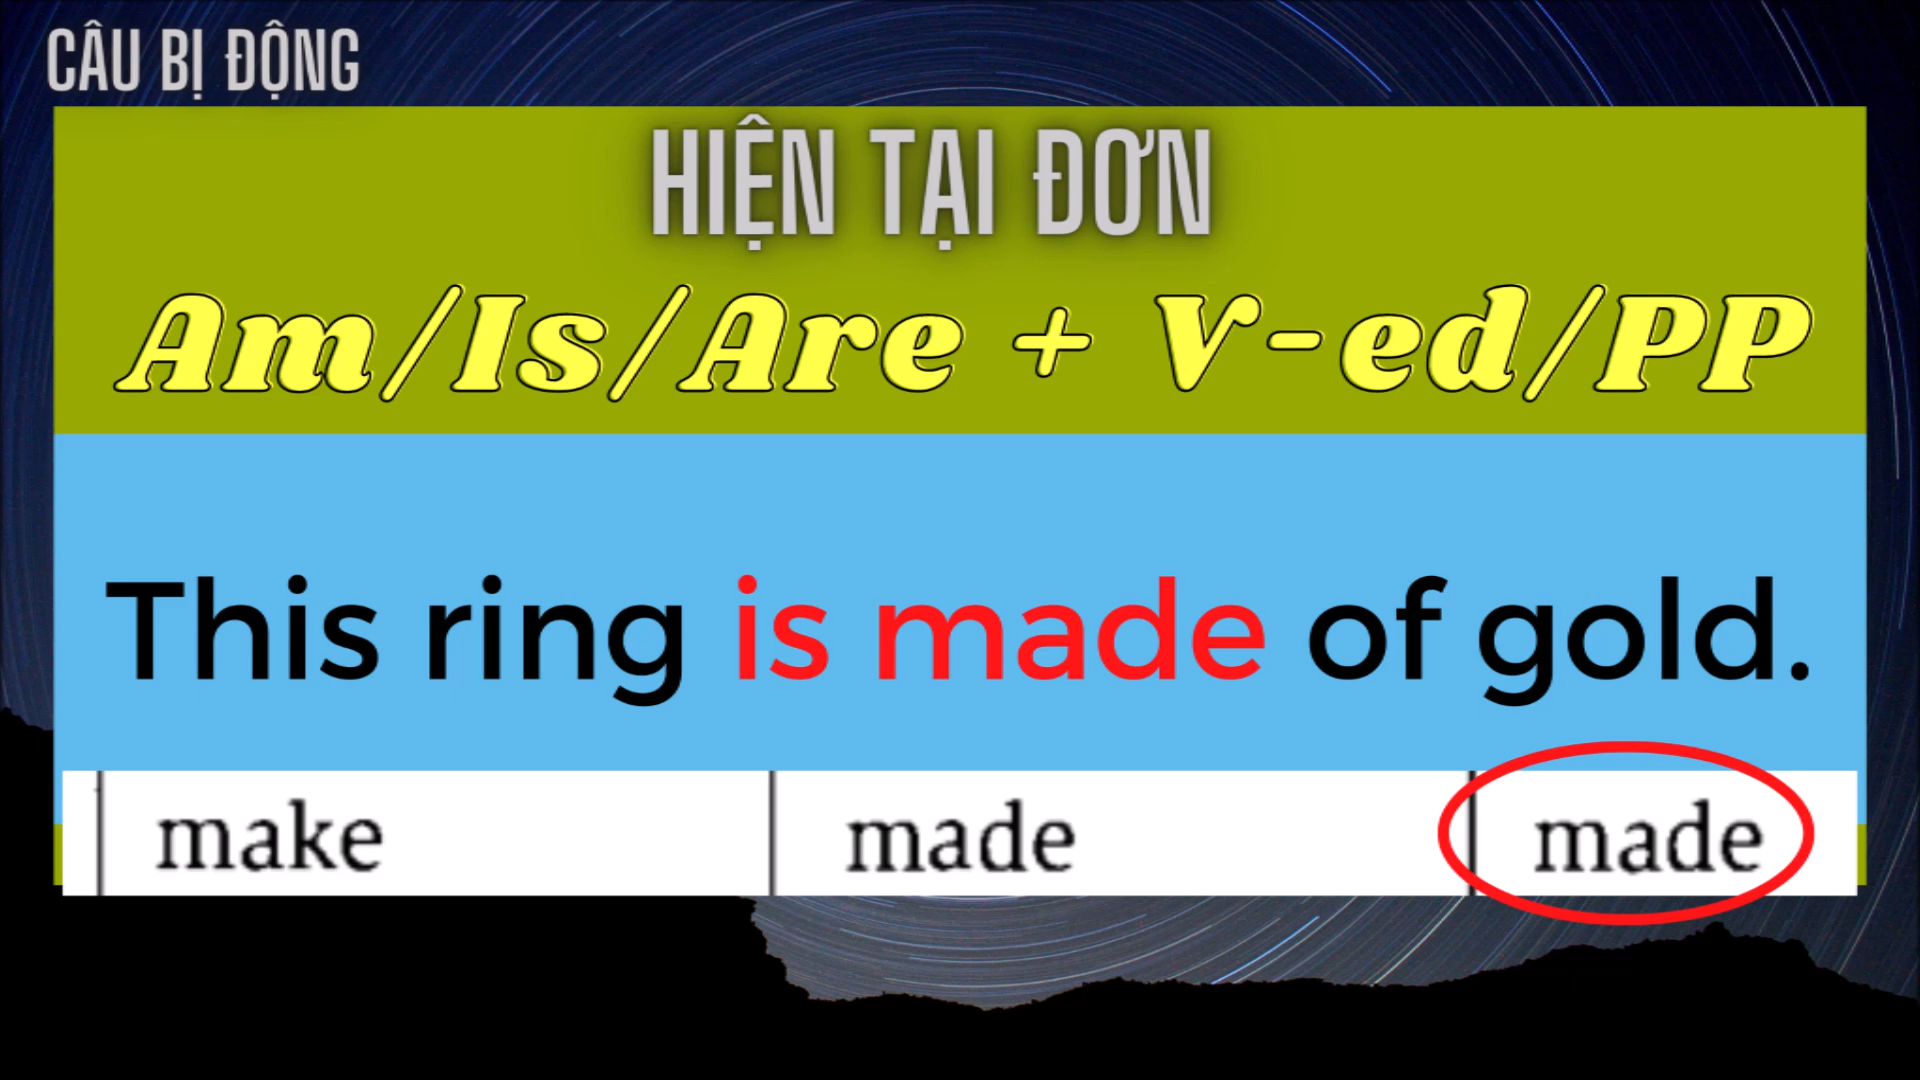 CÂU BỊ ĐỘNG
HIỆN TẠI ĐƠN
Am/Is/Are + V-ed/PP
This ring is made of gold.
make made made